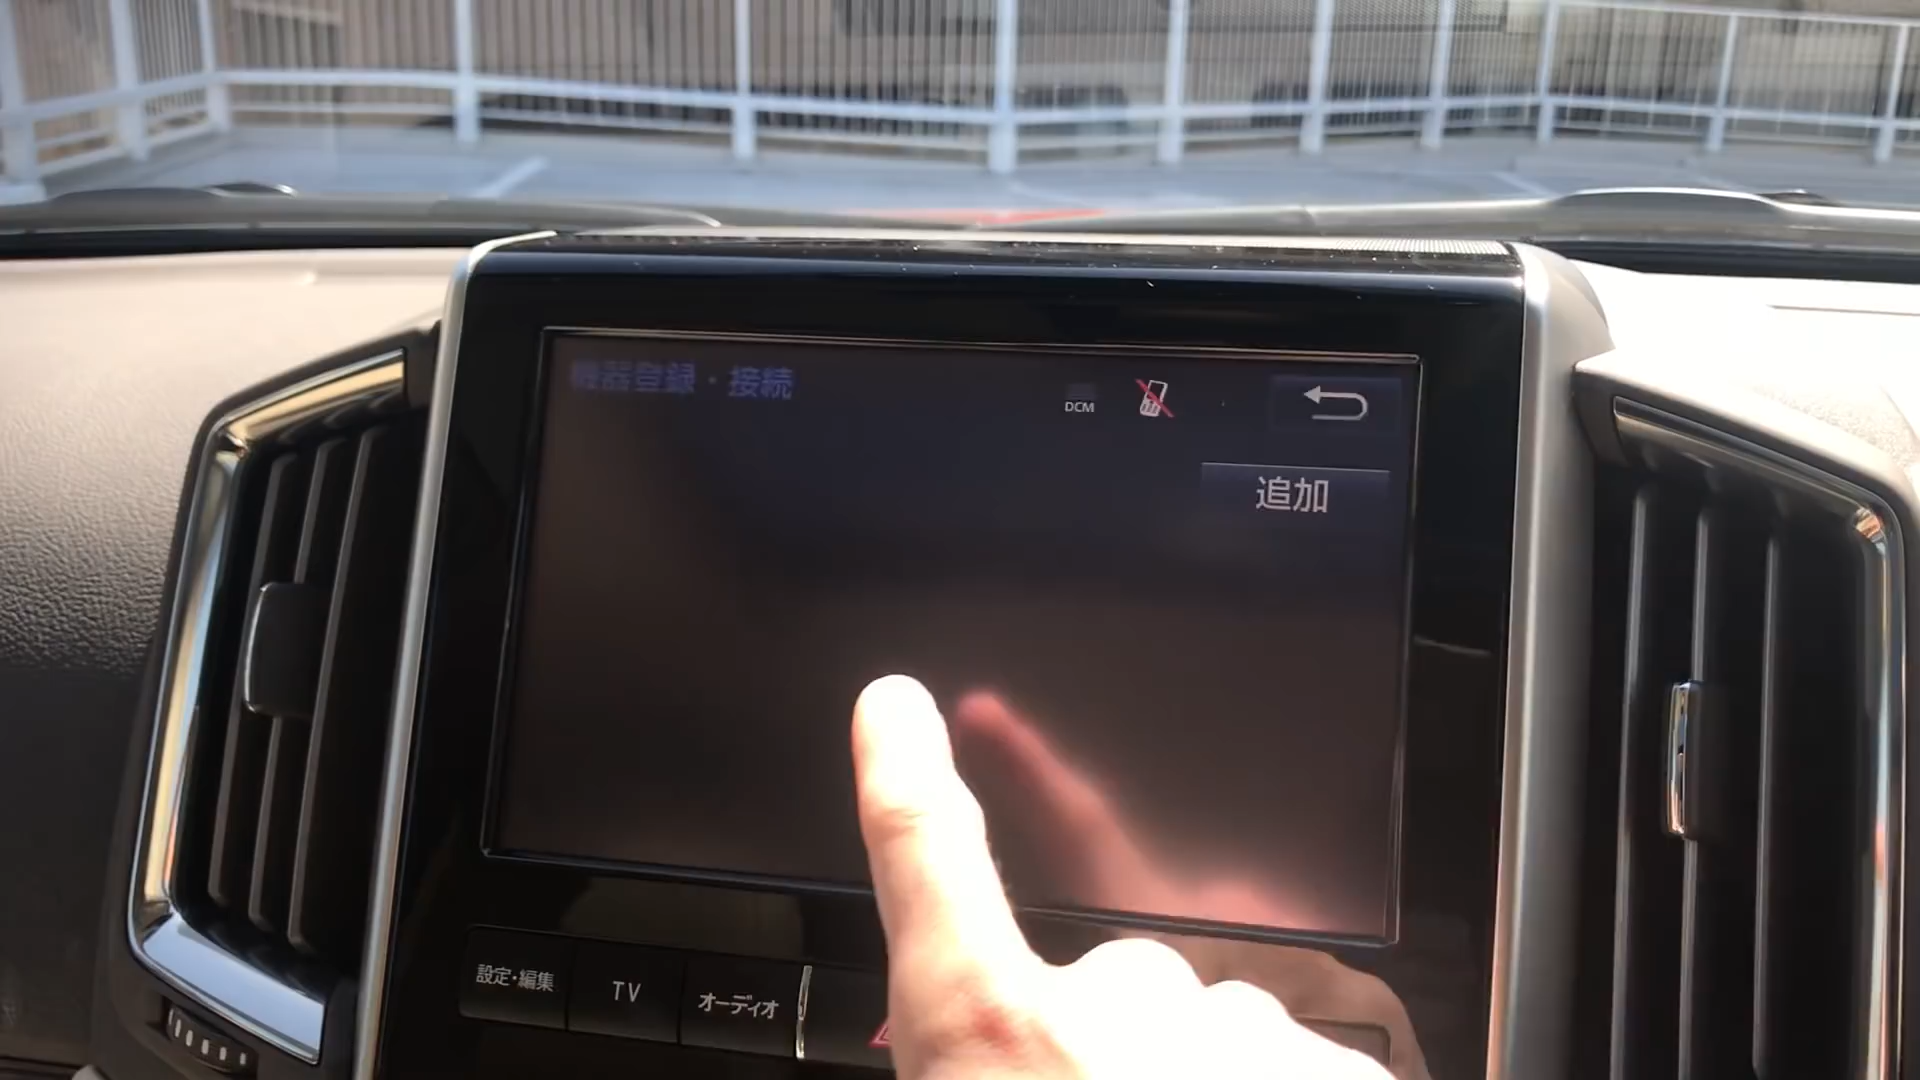 機器登録・接続
DCM
追加
設定・編集
TV
オーディオ